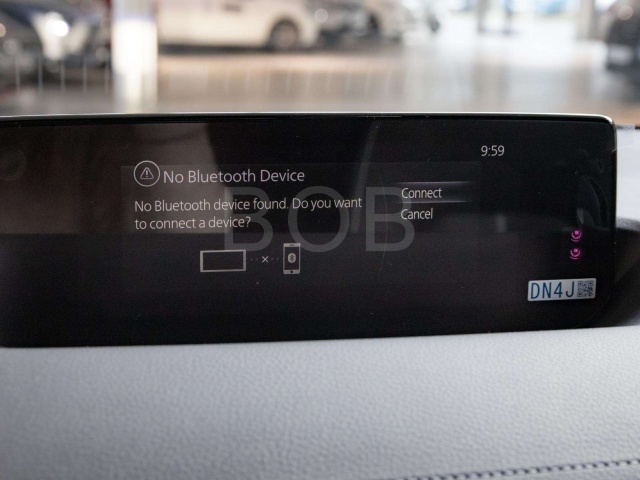 9:59
No Bluetooth Device
No Bluetooth device found. Do you want
to connect a device?
Connect
Cancel
BOB
DN4J